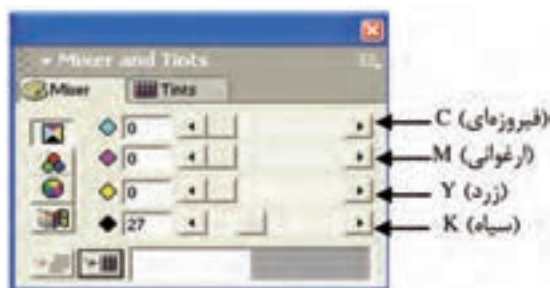 Mixer and Tints
Mixer Tints
0 C (فیروزه‌ای)
0 M (ارغوانی)
0 Y (زرد)
27 K (سیاه)